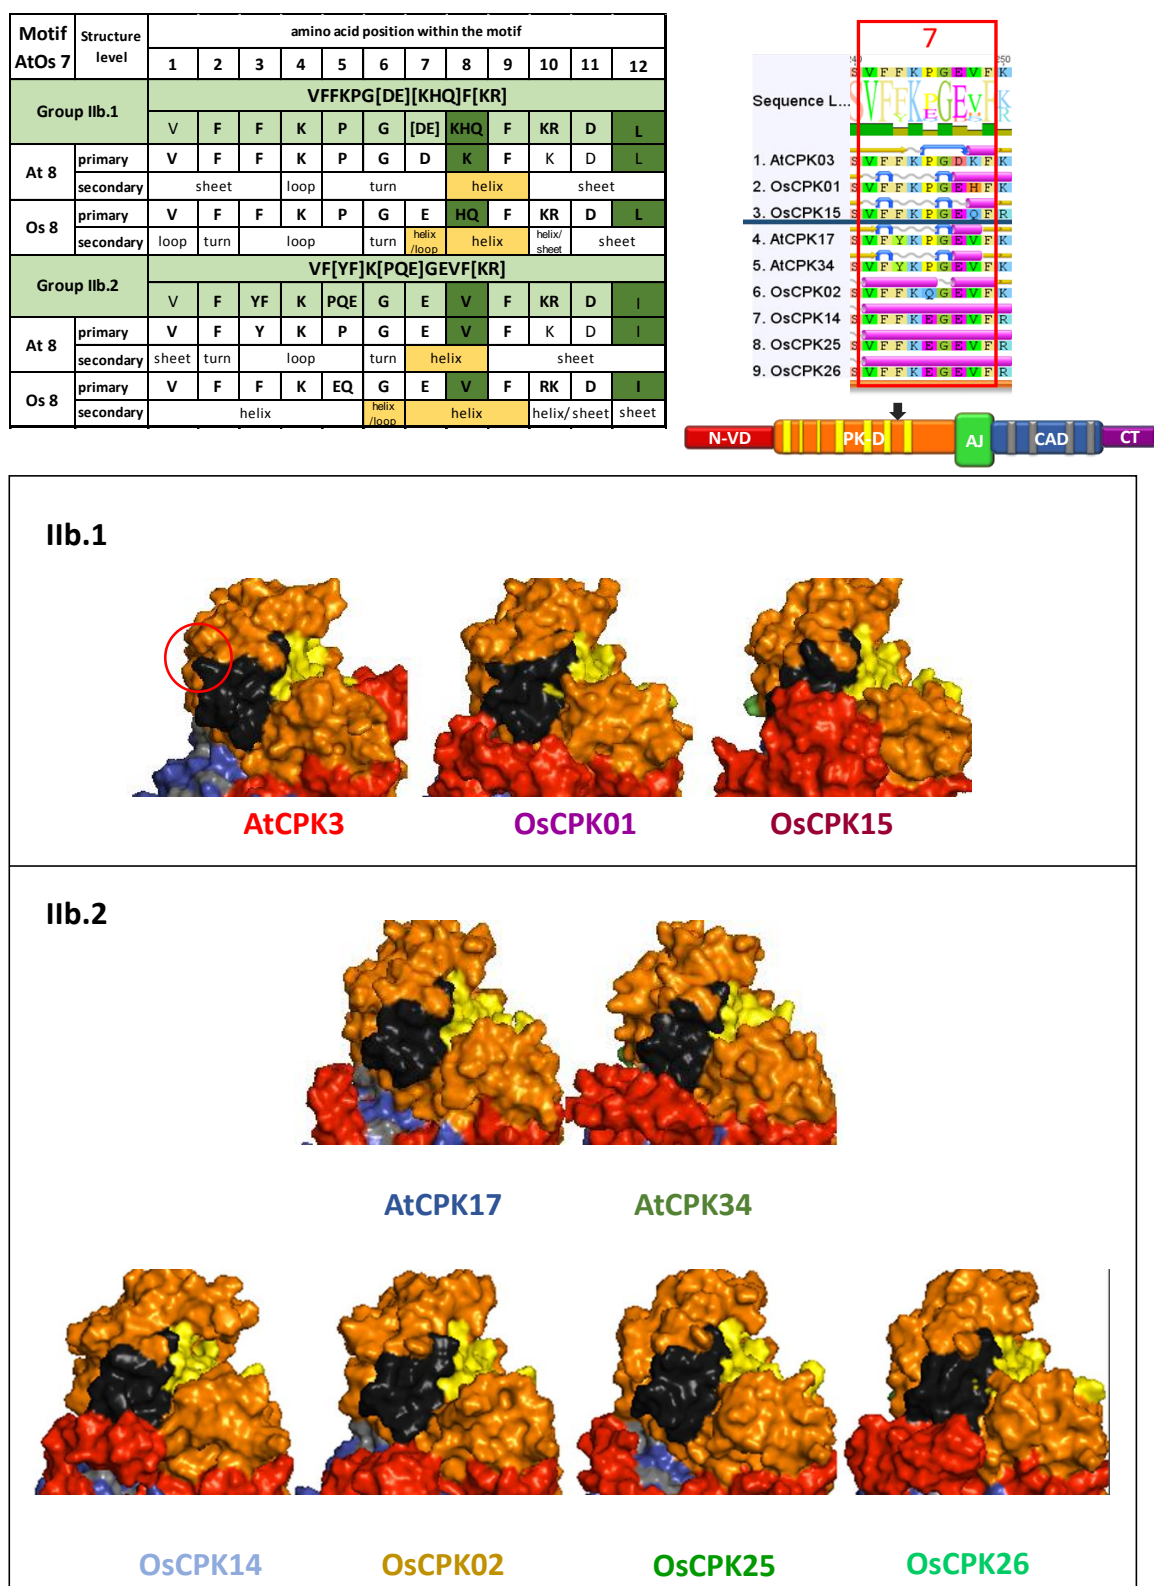 Motif AtOs 7 Structure level amino acid position within the motif
1 2 3 4 5 6 7 8 9 10 11 12
Group IIb.1 VFFKPG[DE][KHQ]F[KR]
V F F K P G [DE] KHQ F KR D L
At 8 primary V F F K P G D K F K D L
secondary sheet loop turn helix sheet
Os 8 primary V F F K P G E HQ F KR D L
secondary loop turn loop turn helix /loop helix helix/ sheet sheet
Group IIb.2 VF[YF]K[PQE]GEVF[KR]
V F YF K PQE G E V F KR D I
At 8 primary V F Y K P G E V F K D I
secondary sheet turn loop turn helix sheet
Os 8 primary V F F K EQ G E V F RK D I
secondary helix helix /loop helix helix/ sheet sheet
7
240 250
S V F F K P G E V F K
Sequence L...
1. AtCPK03 S V F F K P G D K F K
2. OsCPK01 S V F F K P G E H F K
3. OsCPK15 S V F F K P G E Q F R
4. AtCPK17 S V F Y K P G E V F K
5. AtCPK34 S V F Y K P G E V F K
6. OsCPK02 S V F F K Q G E V F K
7. OsCPK14 S V F F K E G E V F R
8. OsCPK25 S V F F K E G E V F R
9. OsCPK26 S V F F K E G E V F R
N-VD PK-D AJ CAD CT
IIb.1
AtCPK3 OsCPK01 OsCPK15
IIb.2
AtCPK17 AtCPK34
OsCPK14 OsCPK02 OsCPK25 OsCPK26